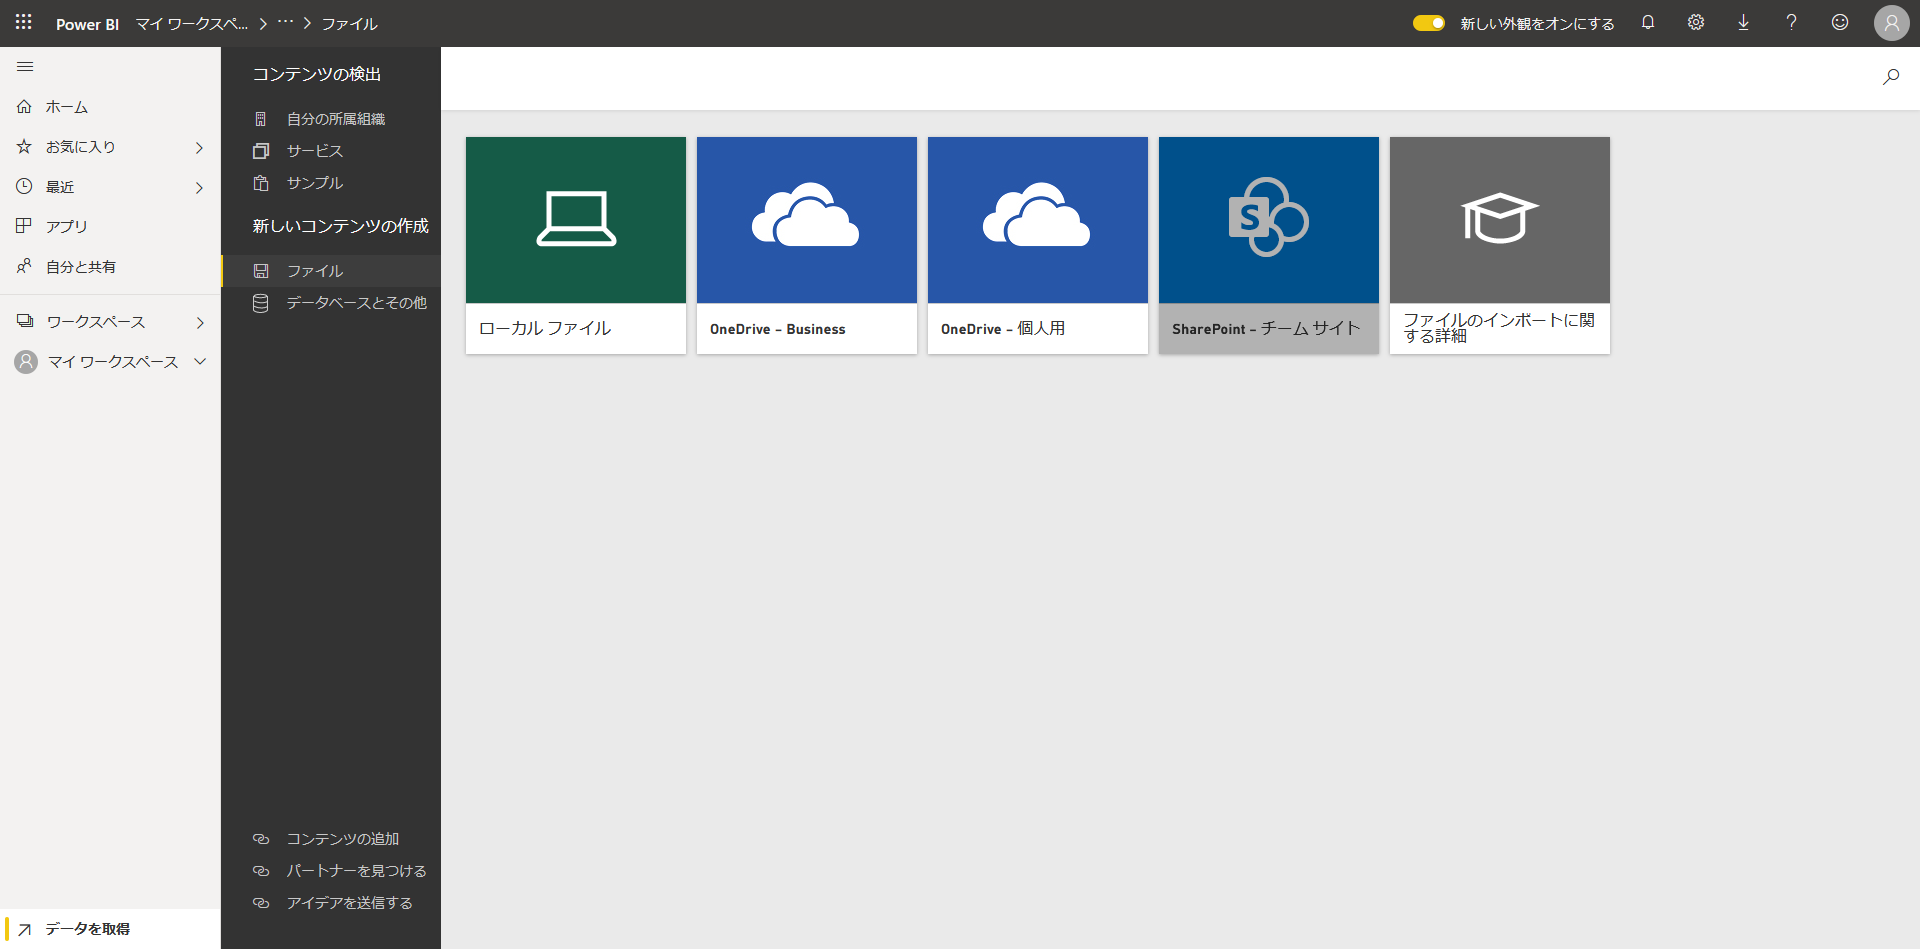 Power BI マイ ワークスペ... > ... > ファイル
新しい外観をオンにする
ホーム
お気に入り
最近
アプリ
自分と共有
ワークスペース
マイ ワークスペース
データを取得
コンテンツの検出
自分の所属組織
サービス
サンプル
新しいコンテンツの作成
ファイル
データベースとその他
コンテンツの追加
パートナーを見つける
アイデアを送信する
ローカル ファイル
OneDrive – Business
OneDrive – 個人用
S
SharePoint – チーム サイト
ファイルのインポートに関
する詳細